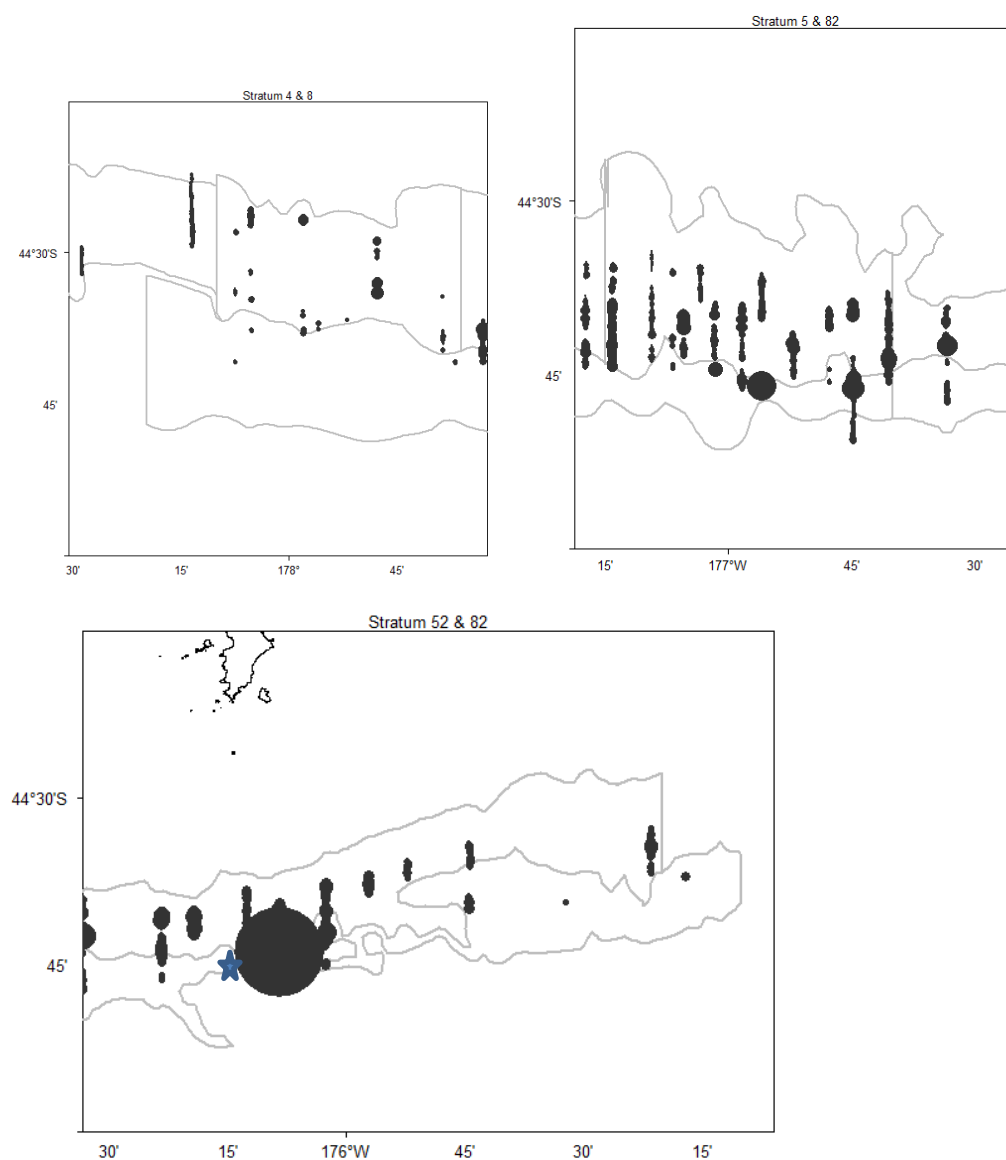 Stratum 5 & 82
Stratum 4 & 8
44°30'S
44°30'S
45'
45'
30' 15' 178° 45'
15' 177°W 45' 30'
Stratum 52 & 82
44°30'S
45'
30' 15' 176°W 45' 30' 15'